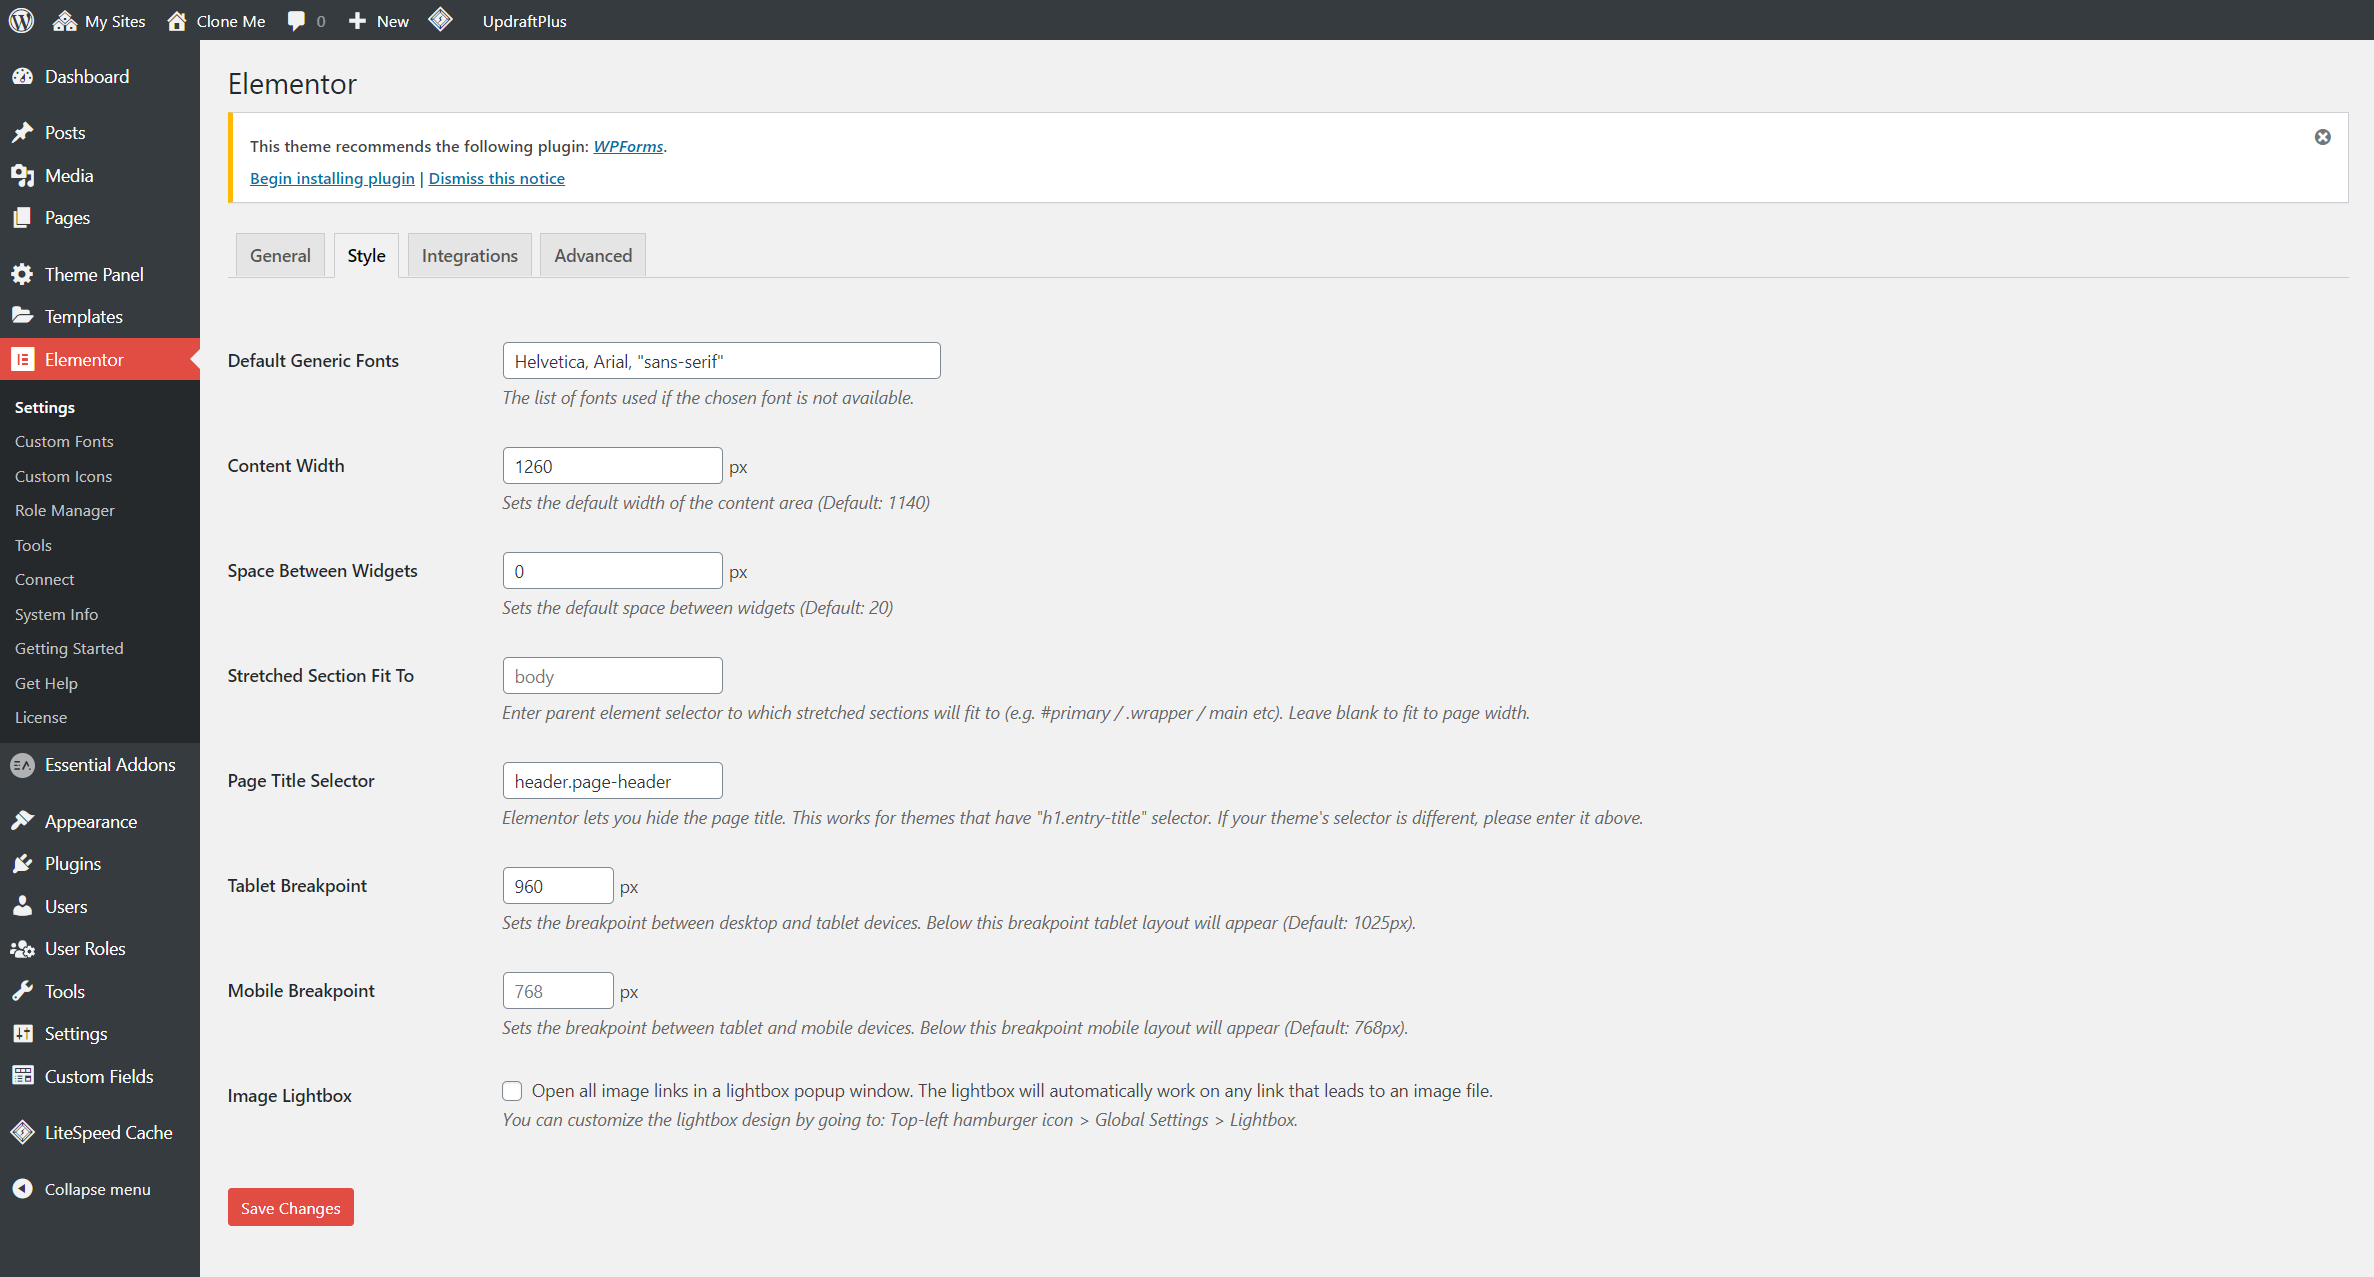 My Sites
Clone Me
0
New
UpdraftPlus
Dashboard
Posts
Media
Pages
Theme Panel
Templates
Elementor
Settings
Custom Fonts
Custom Icons
Role Manager
Tools
Connect
System Info
Getting Started
Get Help
License
Essential Addons
Appearance
Plugins
Users
User Roles
Tools
Settings
Custom Fields
LiteSpeed Cache
Collapse menu
Elementor
This theme recommends the following plugin: WPForms.
Begin installing plugin | Dismiss this notice
General
Style
Integrations
Advanced
Default Generic Fonts
Helvetica, Arial, "sans-serif"
The list of fonts used if the chosen font is not available.
Content Width
1260 px
Sets the default width of the content area (Default: 1140)
Space Between Widgets
0 px
Sets the default space between widgets (Default: 20)
Stretched Section Fit To
body
Enter parent element selector to which stretched sections will fit to (e.g. #primary / .wrapper / main etc). Leave blank to fit to page width.
Page Title Selector
header.page-header
Elementor lets you hide the page title. This works for themes that have "h1.entry-title" selector. If your theme's selector is different, please enter it above.
Tablet Breakpoint
960 px
Sets the breakpoint between desktop and tablet devices. Below this breakpoint tablet layout will appear (Default: 1025px).
Mobile Breakpoint
768 px
Sets the breakpoint between tablet and mobile devices. Below this breakpoint mobile layout will appear (Default: 768px).
Image Lightbox
Open all image links in a lightbox popup window. The lightbox will automatically work on any link that leads to an image file.
You can customize the lightbox design by going to: Top-left hamburger icon > Global Settings > Lightbox.
Save Changes